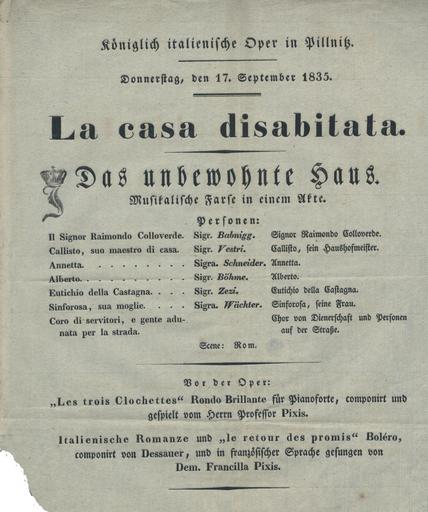 Königlich italienische Oper in Pillnitz.
Donnerstag, den 17. September 1835.
La casa disabitata.
Das unbewohnte Haus.
Musikalische Farse in einem Akte.
Personen:
Il Signor Raimondo Colloverde. Sigr. Babnigg. Signor Raimondo Colloverde.
Callisto, suo maestro di casa. Sigr. Vestri. Callisto, sein Haushofmeister.
Annetta. . . . . . . . Sigra. Schneider. Annetta.
Alberto. . . . . . . . . Sigr. Böhme. Alberto.
Eutichio della Castagna. . . . Sigr. Zezi. Eutichio della Castagna.
Sinforosa, sua moglie. . . . . Sigra. Wächter. Sinforosa, seine Frau.
Coro di servitori, e gente adu- Chor von Dienerschaft und Personen
nata per la strada. auf der Straße.
Scene: Rom.
Vor der Oper:
„Les trois Clochettes“ Rondo Brillante für Pianoforte, componirt und
gespielt vom Herrn Professor Pixis.
Italienische Romanze und „le retour des promis“ Boléro,
componirt von Dessauer, und in französischer Sprache gesungen von
Dem. Francilla Pixis.